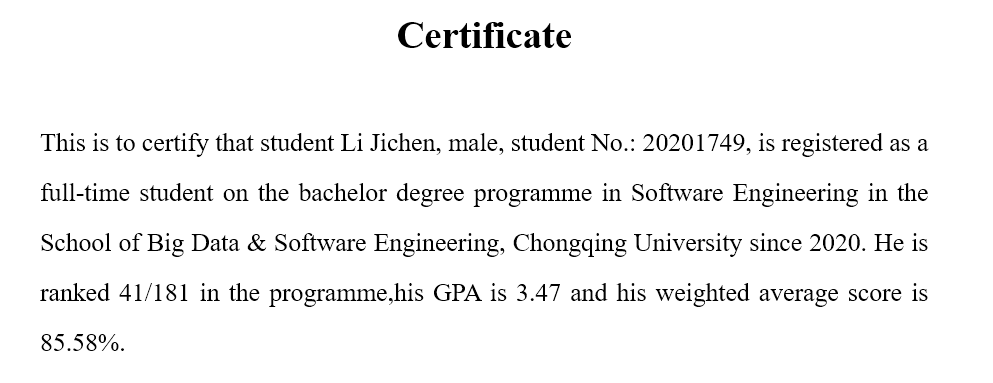 Certificate
This is to certify that student Li Jichen, male, student No.: 20201749, is registered as a
full-time student on the bachelor degree programme in Software Engineering in the
School of Big Data & Software Engineering, Chongqing University since 2020. He is
ranked 41/181 in the programme,his GPA is 3.47 and his weighted average score is
85.58%.